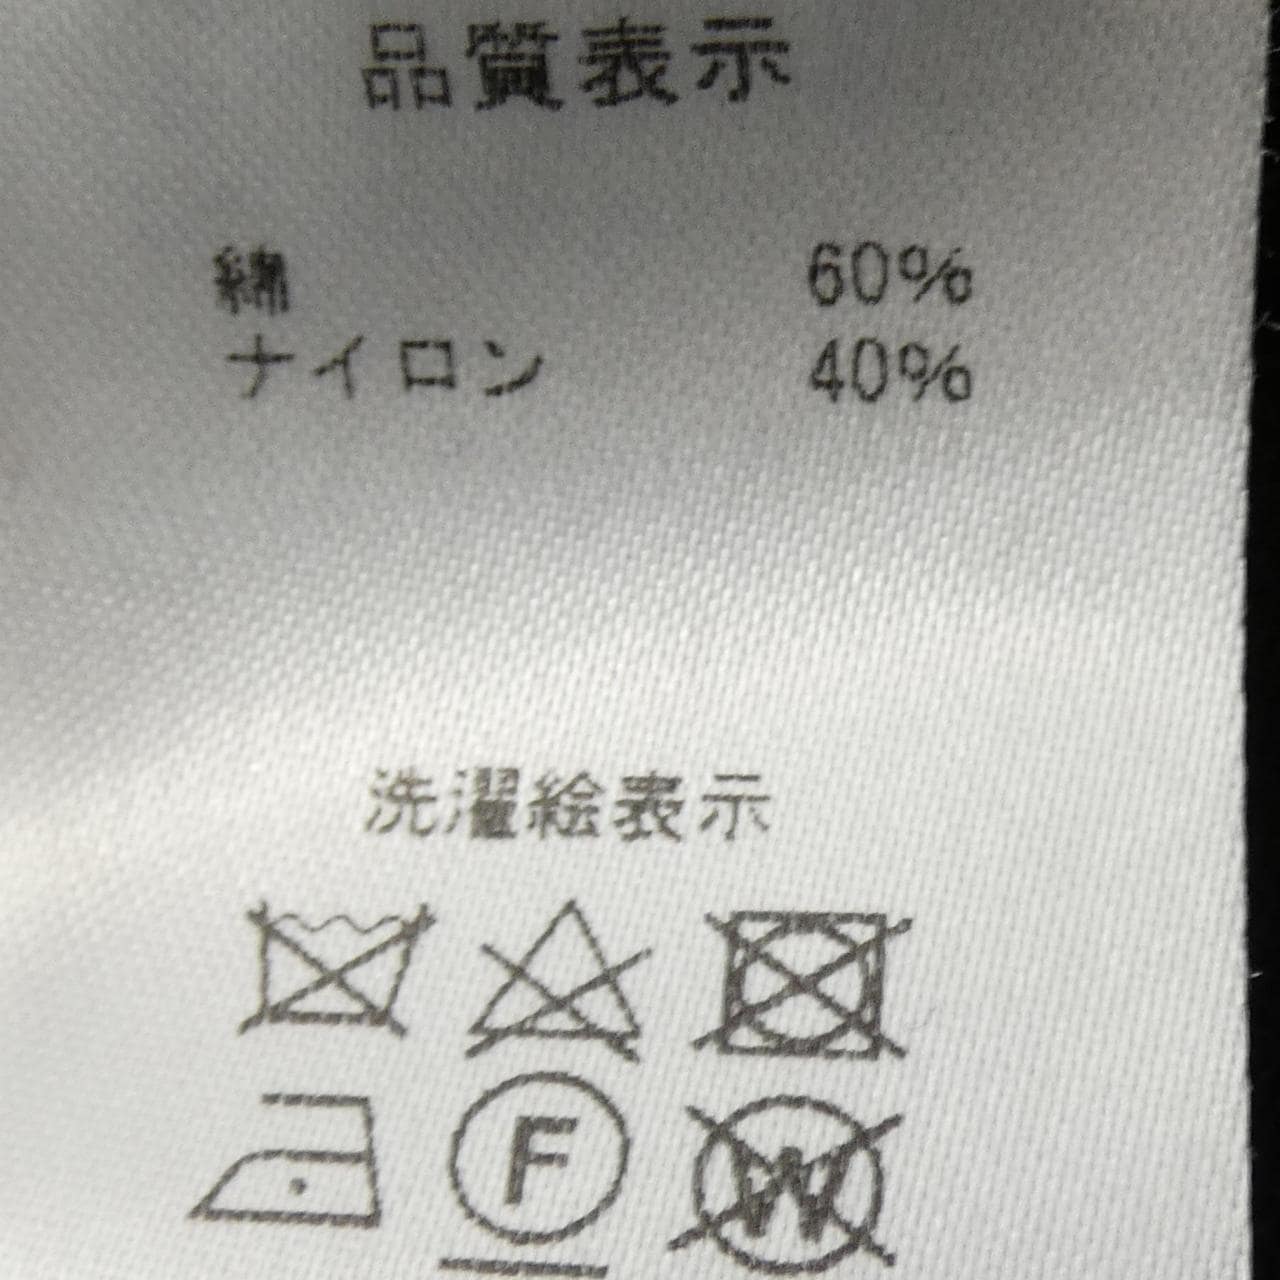 品質表示
綿 60%
ナイロン 40%
洗濯絵表示
F
W